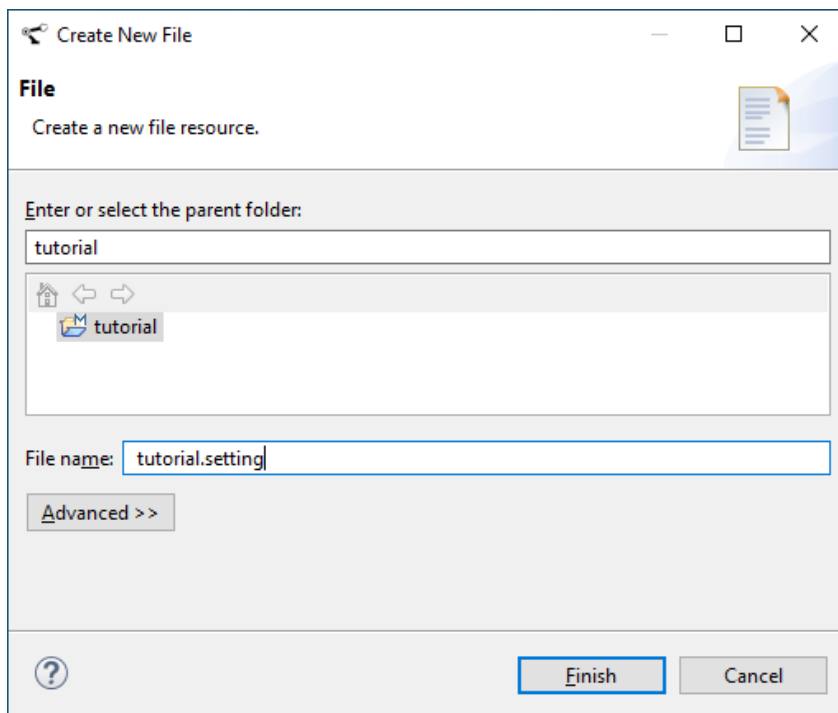 Create New File
File
Create a new file resource.
Enter or select the parent folder:
tutorial
tutorial
File name: tutorial.setting
Advanced >>
Finish Cancel